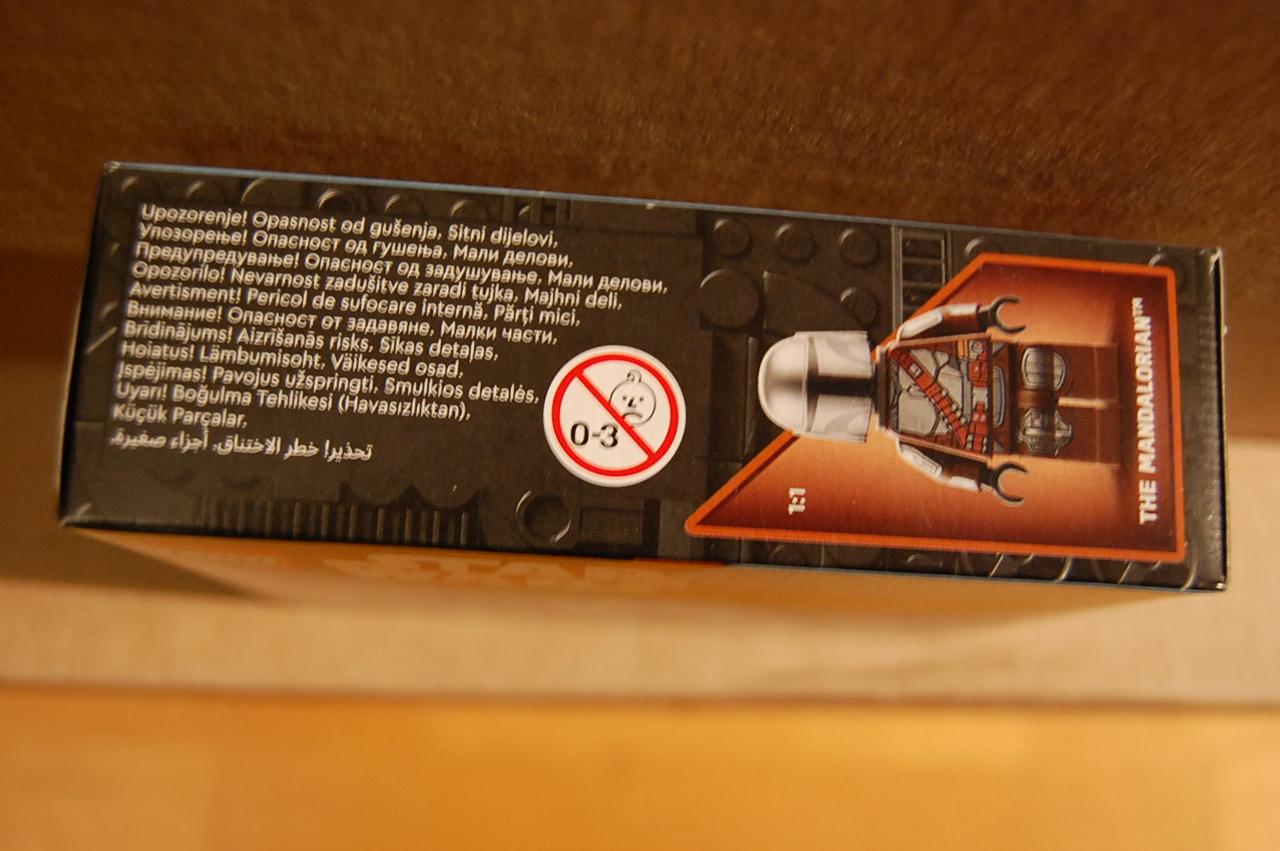 Upozorenje! Opasnost od gušenja, Sitni dijelovi,
Упозорење! Опасност од гушења, Мали делови,
Предупредување! Опасност од задушување, Мали делови,
Opozorilo! Nevarnost zadušitve zaradi tujka, Majhni deli,
Avertisment! Pericol de sufocare internă, Părți mici,
Внимание! Опасност от задавяне, Малки части,
Brīdinājums! Aizrīšanās risks, Sīkas detaļas,
Hoiatus! Lämbumisoht, Väikesed osad,
Įspėjimas! Pavojus užspringti, Smulkios detalės,
Uyarı! Boğulma Tehlikesi (Havasızlıktan),
Küçük Parçalar,
تحذير! خطر الاختناق. أجزاء صغيرة.
0-3
1:1
THE MANDALORIAN™